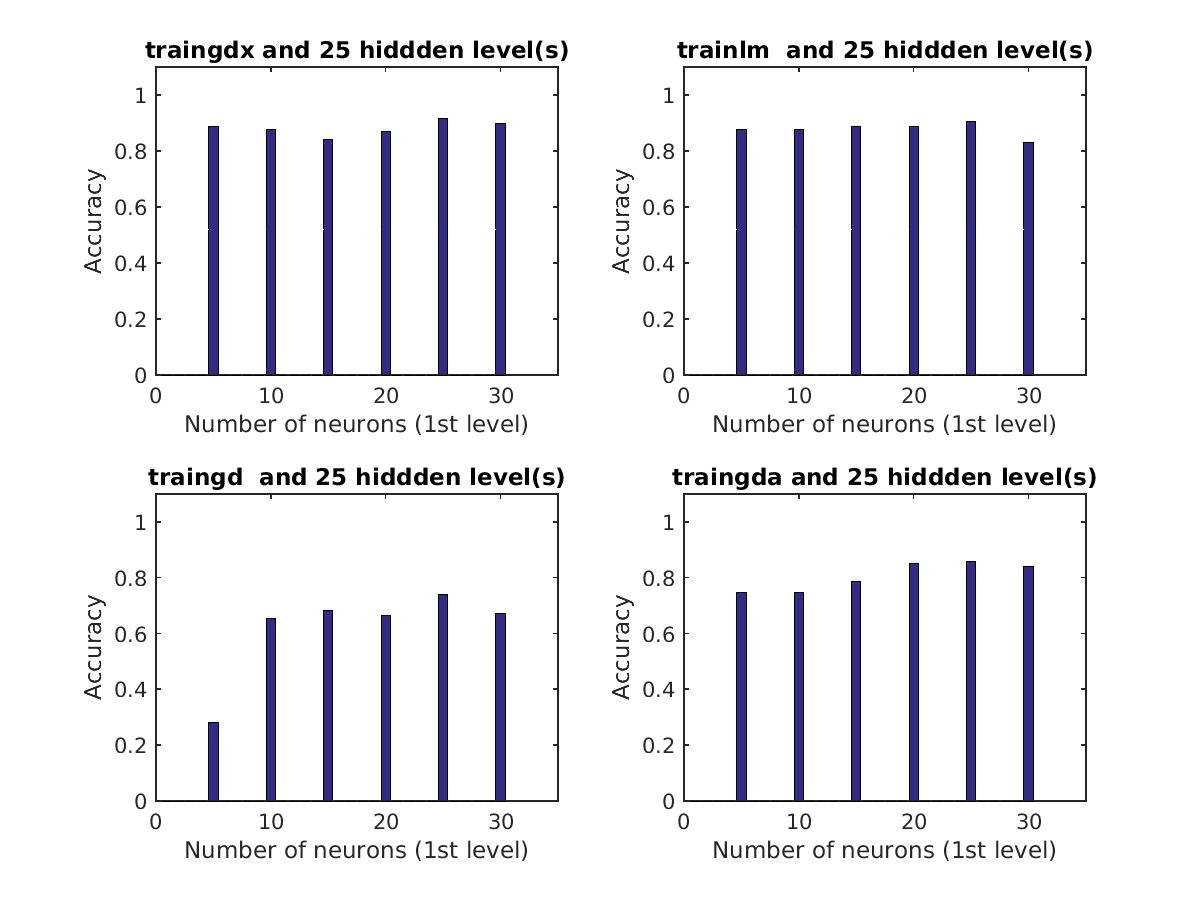 traingdx and 25 hiddden level(s)
1
0.8
0.6
0.4
0.2
0
0 10 20 30
Accuracy
Number of neurons (1st level)
trainlm  and 25 hiddden level(s)
1
0.8
0.6
0.4
0.2
0
0 10 20 30
Accuracy
Number of neurons (1st level)
traingd  and 25 hiddden level(s)
1
0.8
0.6
0.4
0.2
0
0 10 20 30
Accuracy
Number of neurons (1st level)
traingda and 25 hiddden level(s)
1
0.8
0.6
0.4
0.2
0
0 10 20 30
Accuracy
Number of neurons (1st level)